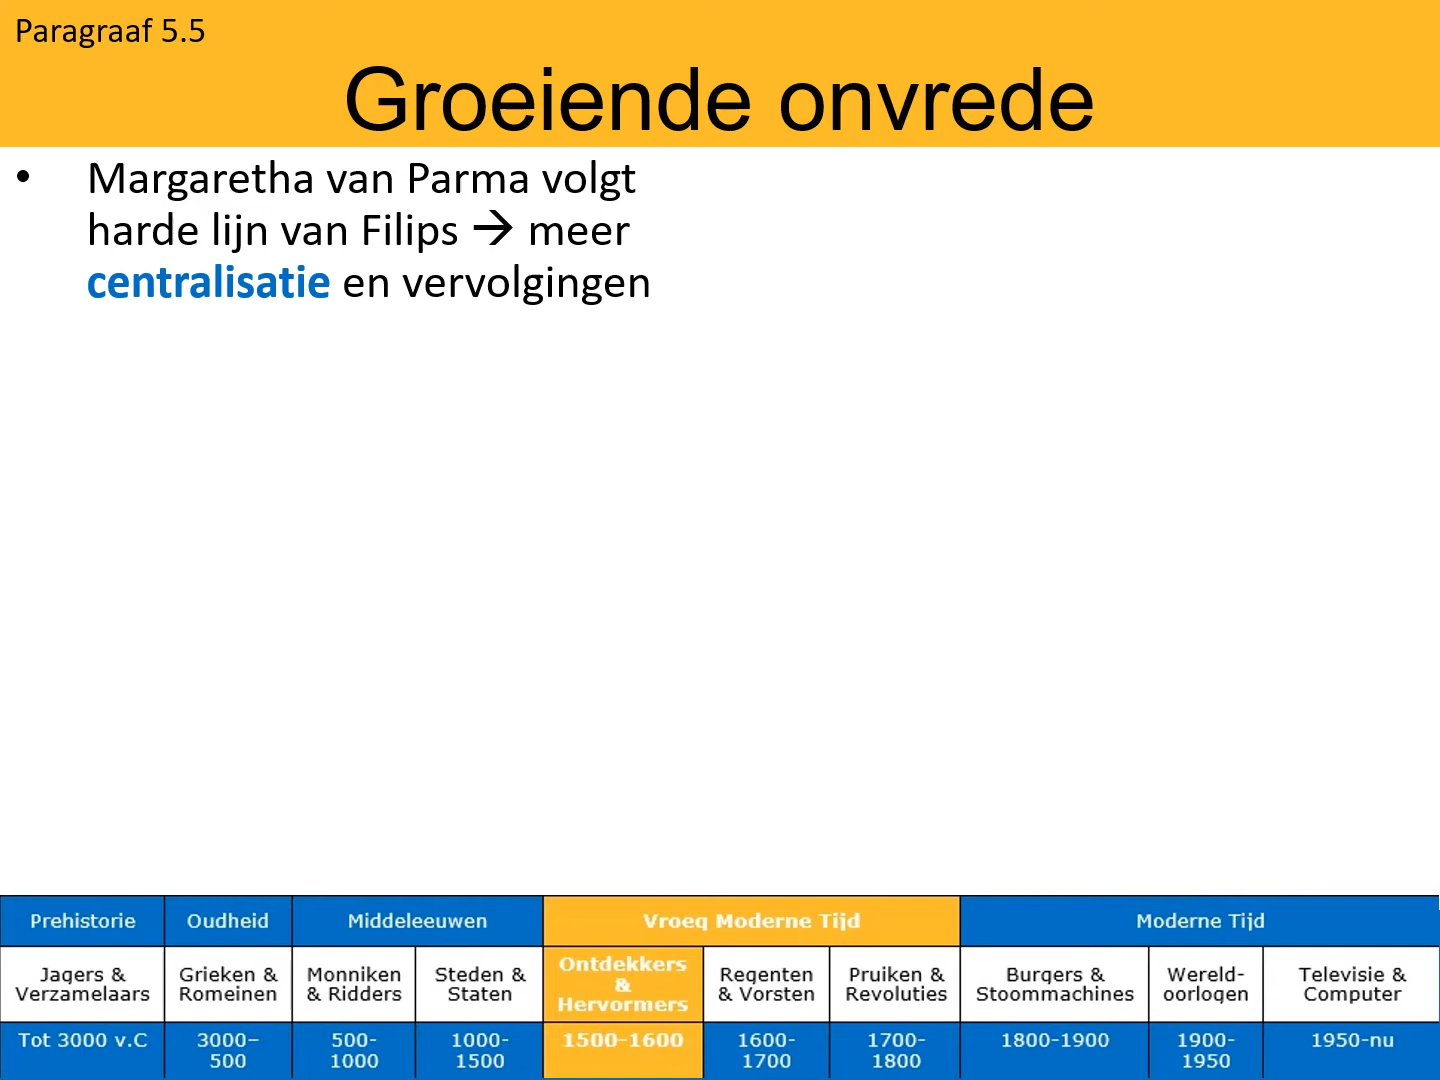 Paragraaf 5.5
Groeiende onvrede
• Margaretha van Parma volgt
harde lijn van Filips → meer
centralisatie en vervolgingen
Prehistorie Oudheid Middeleeuwen Vroeg Moderne Tijd Moderne Tijd
Jagers &
Verzamelaars
Grieken &
Romeinen
Monniken
& Ridders
Steden &
Staten
Ontdekkers
&
Hervormers
Regenten
& Vorsten
Pruiken &
Revoluties
Burgers &
Stoommachines
Wereld-
oorlogen
Televisie &
Computer
Tot 3000 v.C
3000–
500
500-
1000
1000-
1500
1500-1600
1600-
1700
1700-
1800
1800-1900
1900-
1950
1950-nu